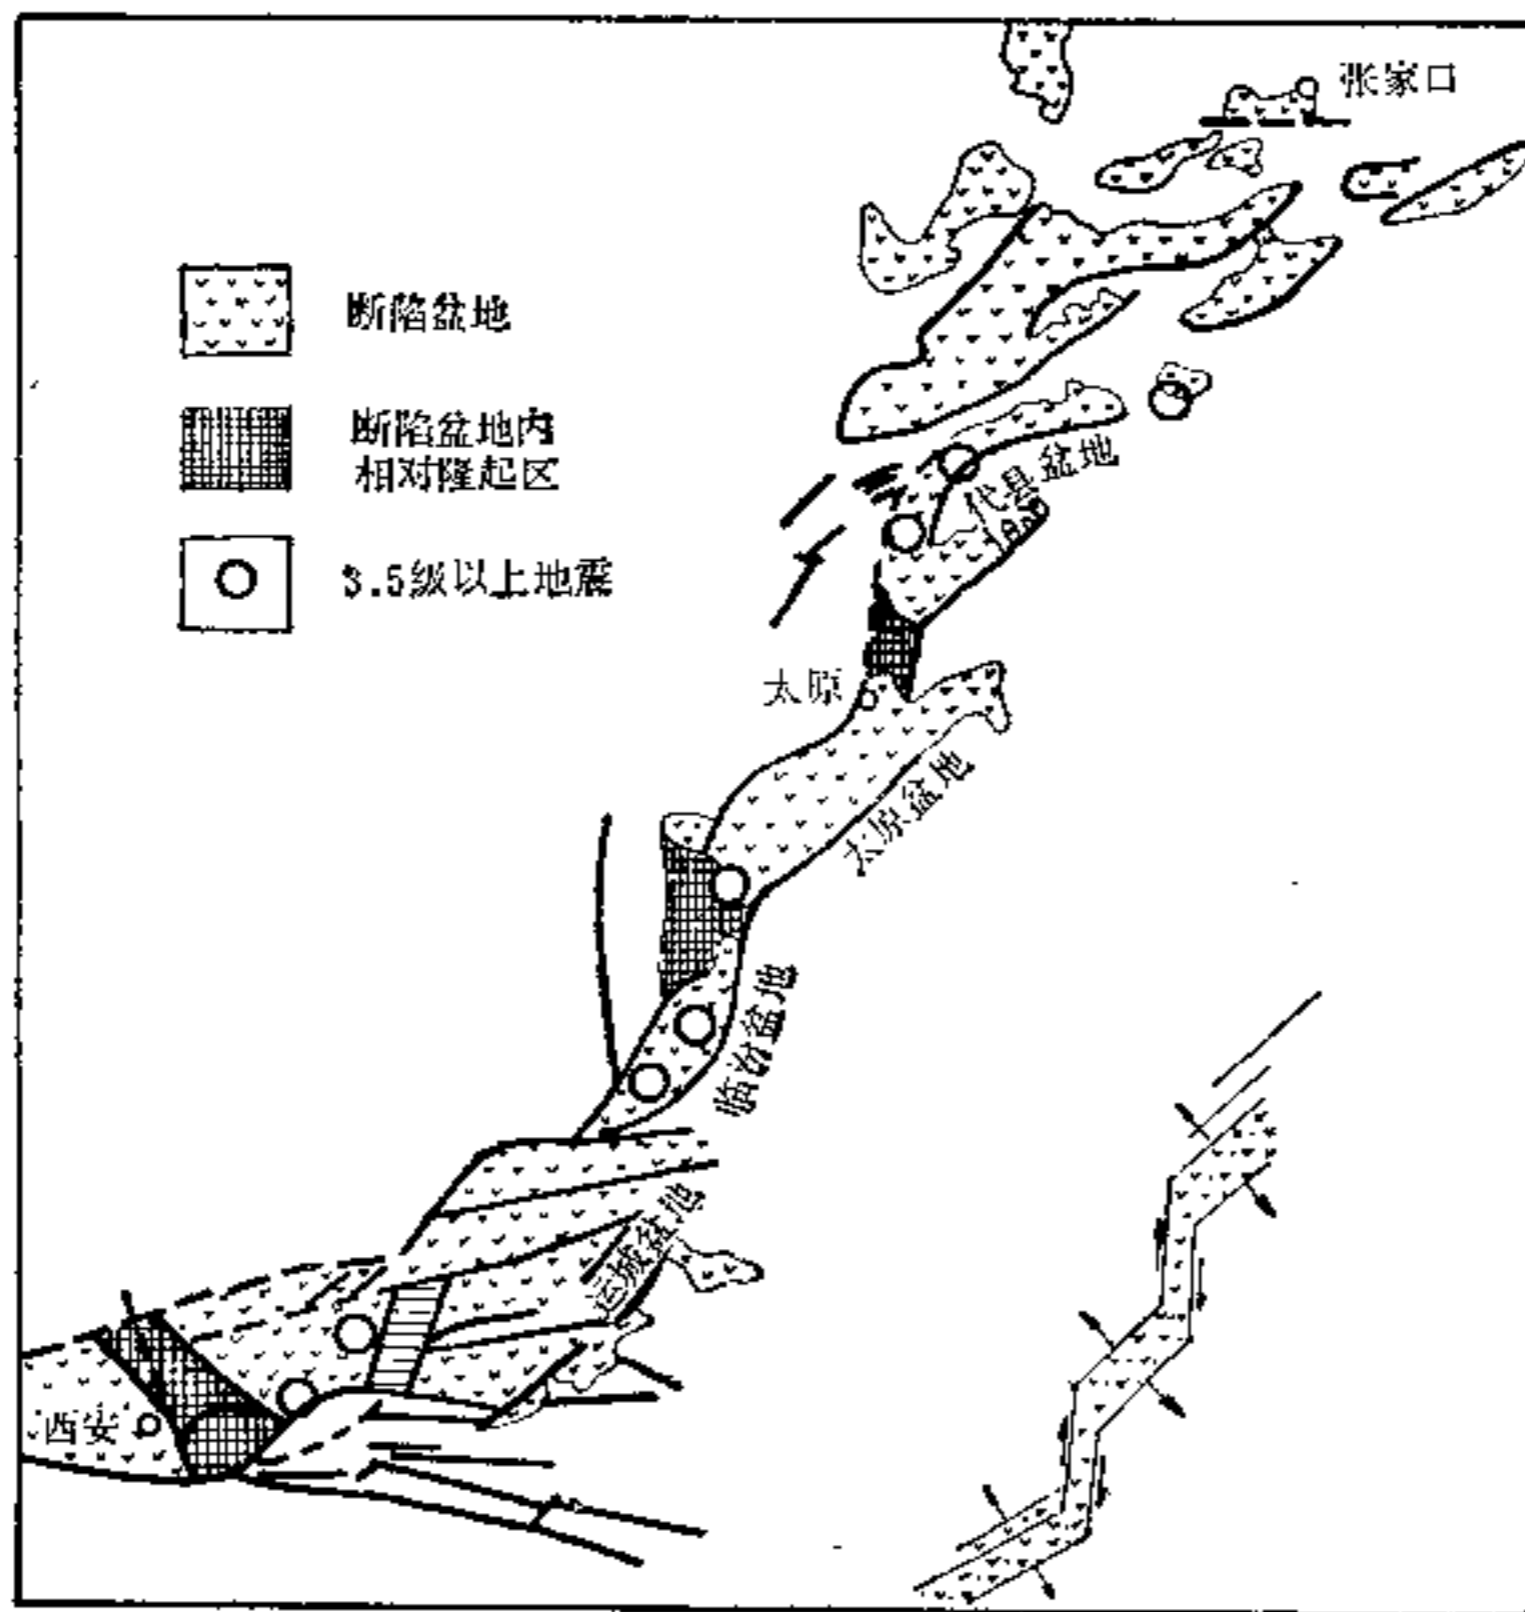 张家口
断陷盆地
断陷盆地内
相对隆起区
3.5级以上地震
代县盆地
太原
太原盆地
临汾盆地
运城盆地
西安